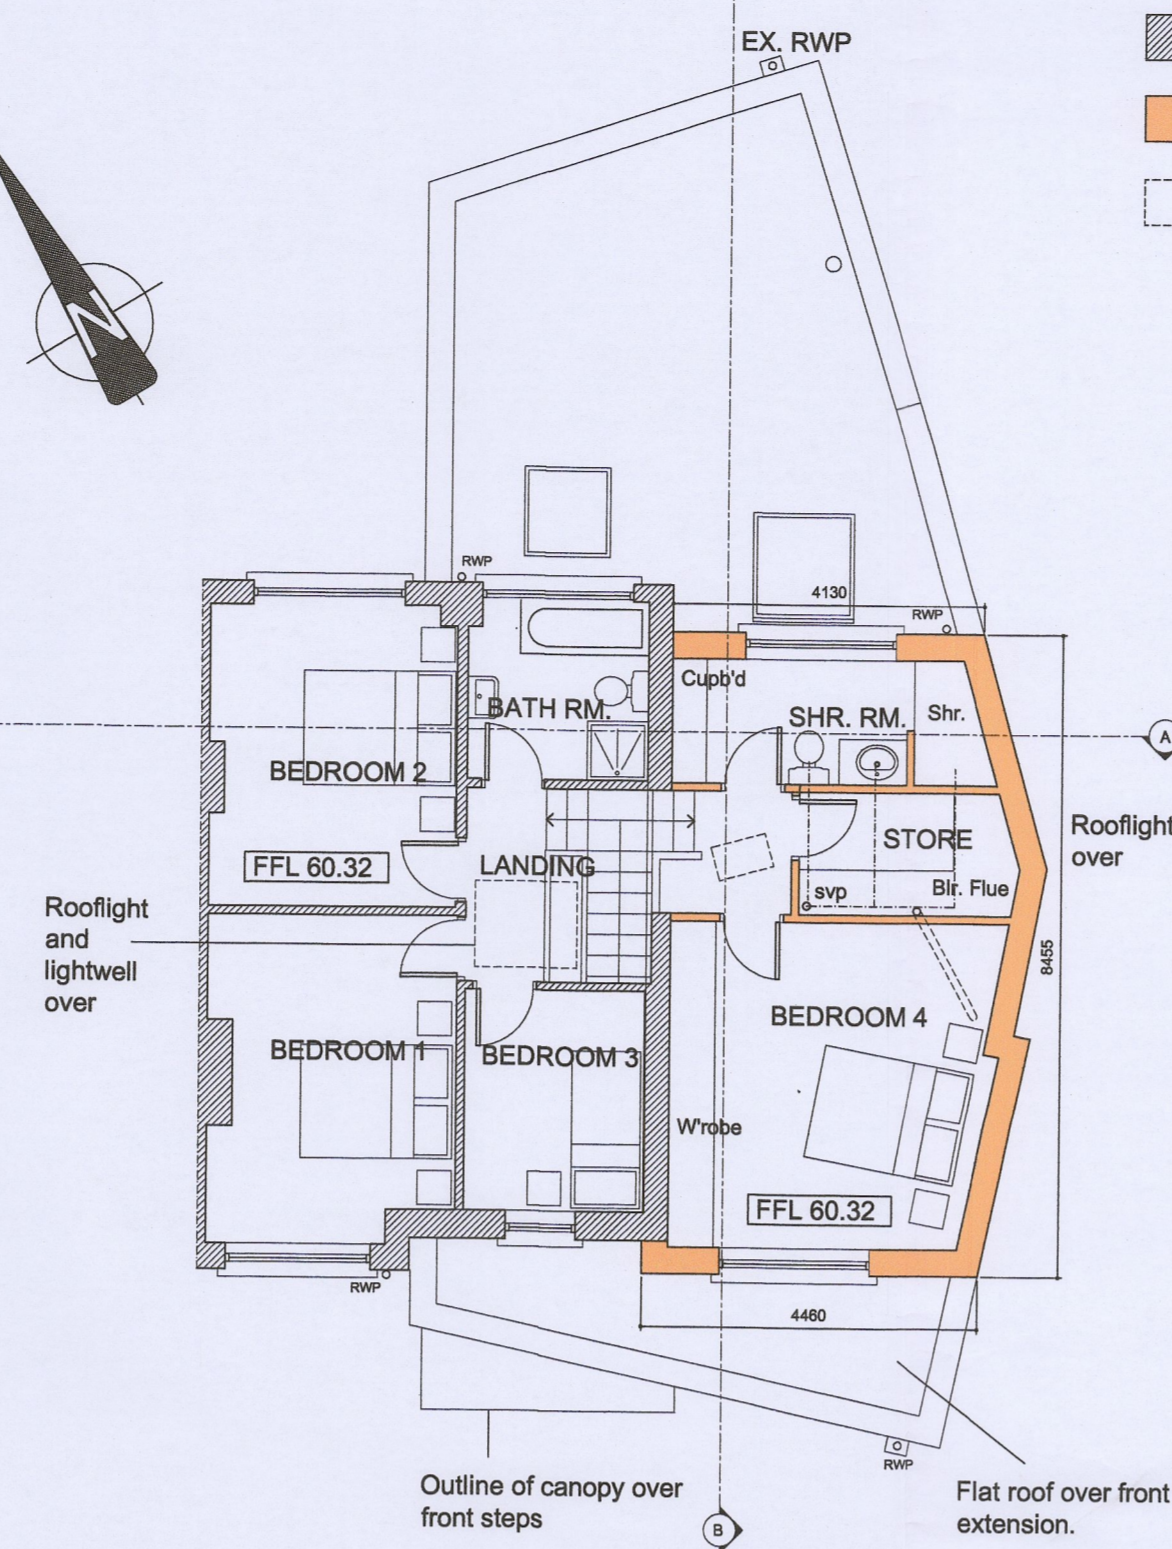 EX. RWP
N
RWP
4130
RWP
Cupb'd
BATH RM.
SHR. RM.
Shr.
A
BEDROOM 2
Rooflight
over
STORE
LANDING
FFL 60.32
svp
Blr. Flue
Rooflight
and
lightwell
over
8455
BEDROOM 4
BEDROOM 1
BEDROOM 3
W'robe
FFL 60.32
RWP
4460
RWP
Outline of canopy over
front steps
Flat roof over front
extension.
B